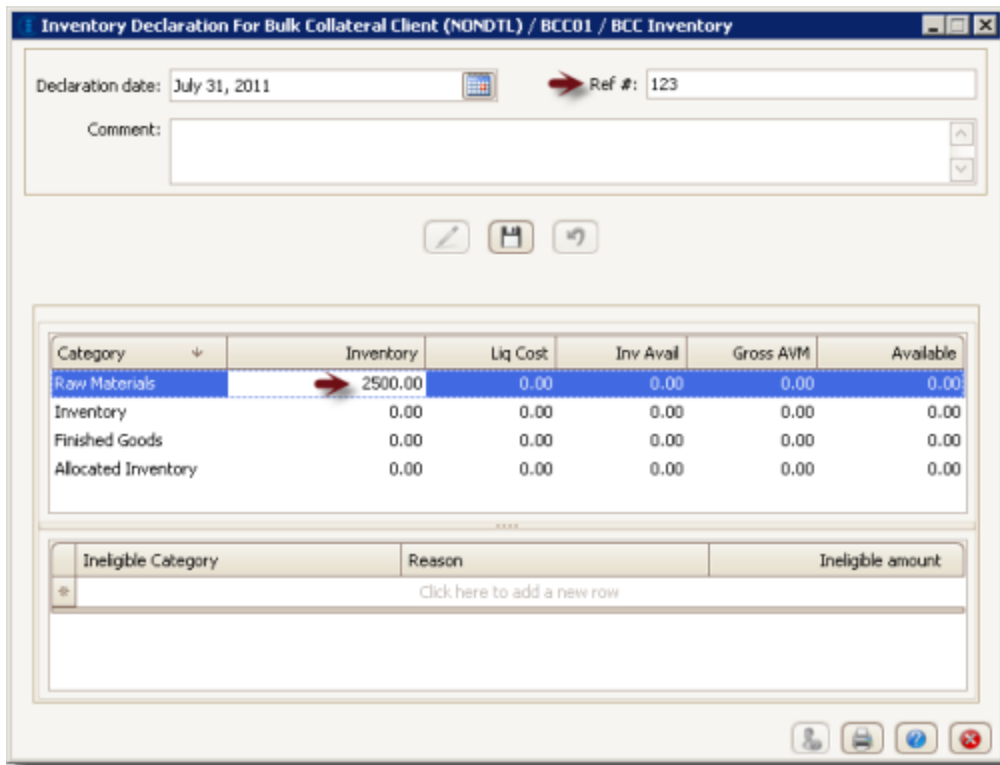 Inventory Declaration For Bulk Collateral Client (NONDTL) / BCC01 / BCC Inventory
Declaration date: July 31, 2011 Ref #: 123
Comment:
Category Inventory Liq Cost Inv Avail Gross AVM Available
Raw Materials 2500.00 0.00 0.00 0.00 0.00
Inventory 0.00 0.00 0.00 0.00 0.00
Finished Goods 0.00 0.00 0.00 0.00 0.00
Allocated Inventory 0.00 0.00 0.00 0.00 0.00
Ineligible Category Reason Ineligible amount
Click here to add a new row